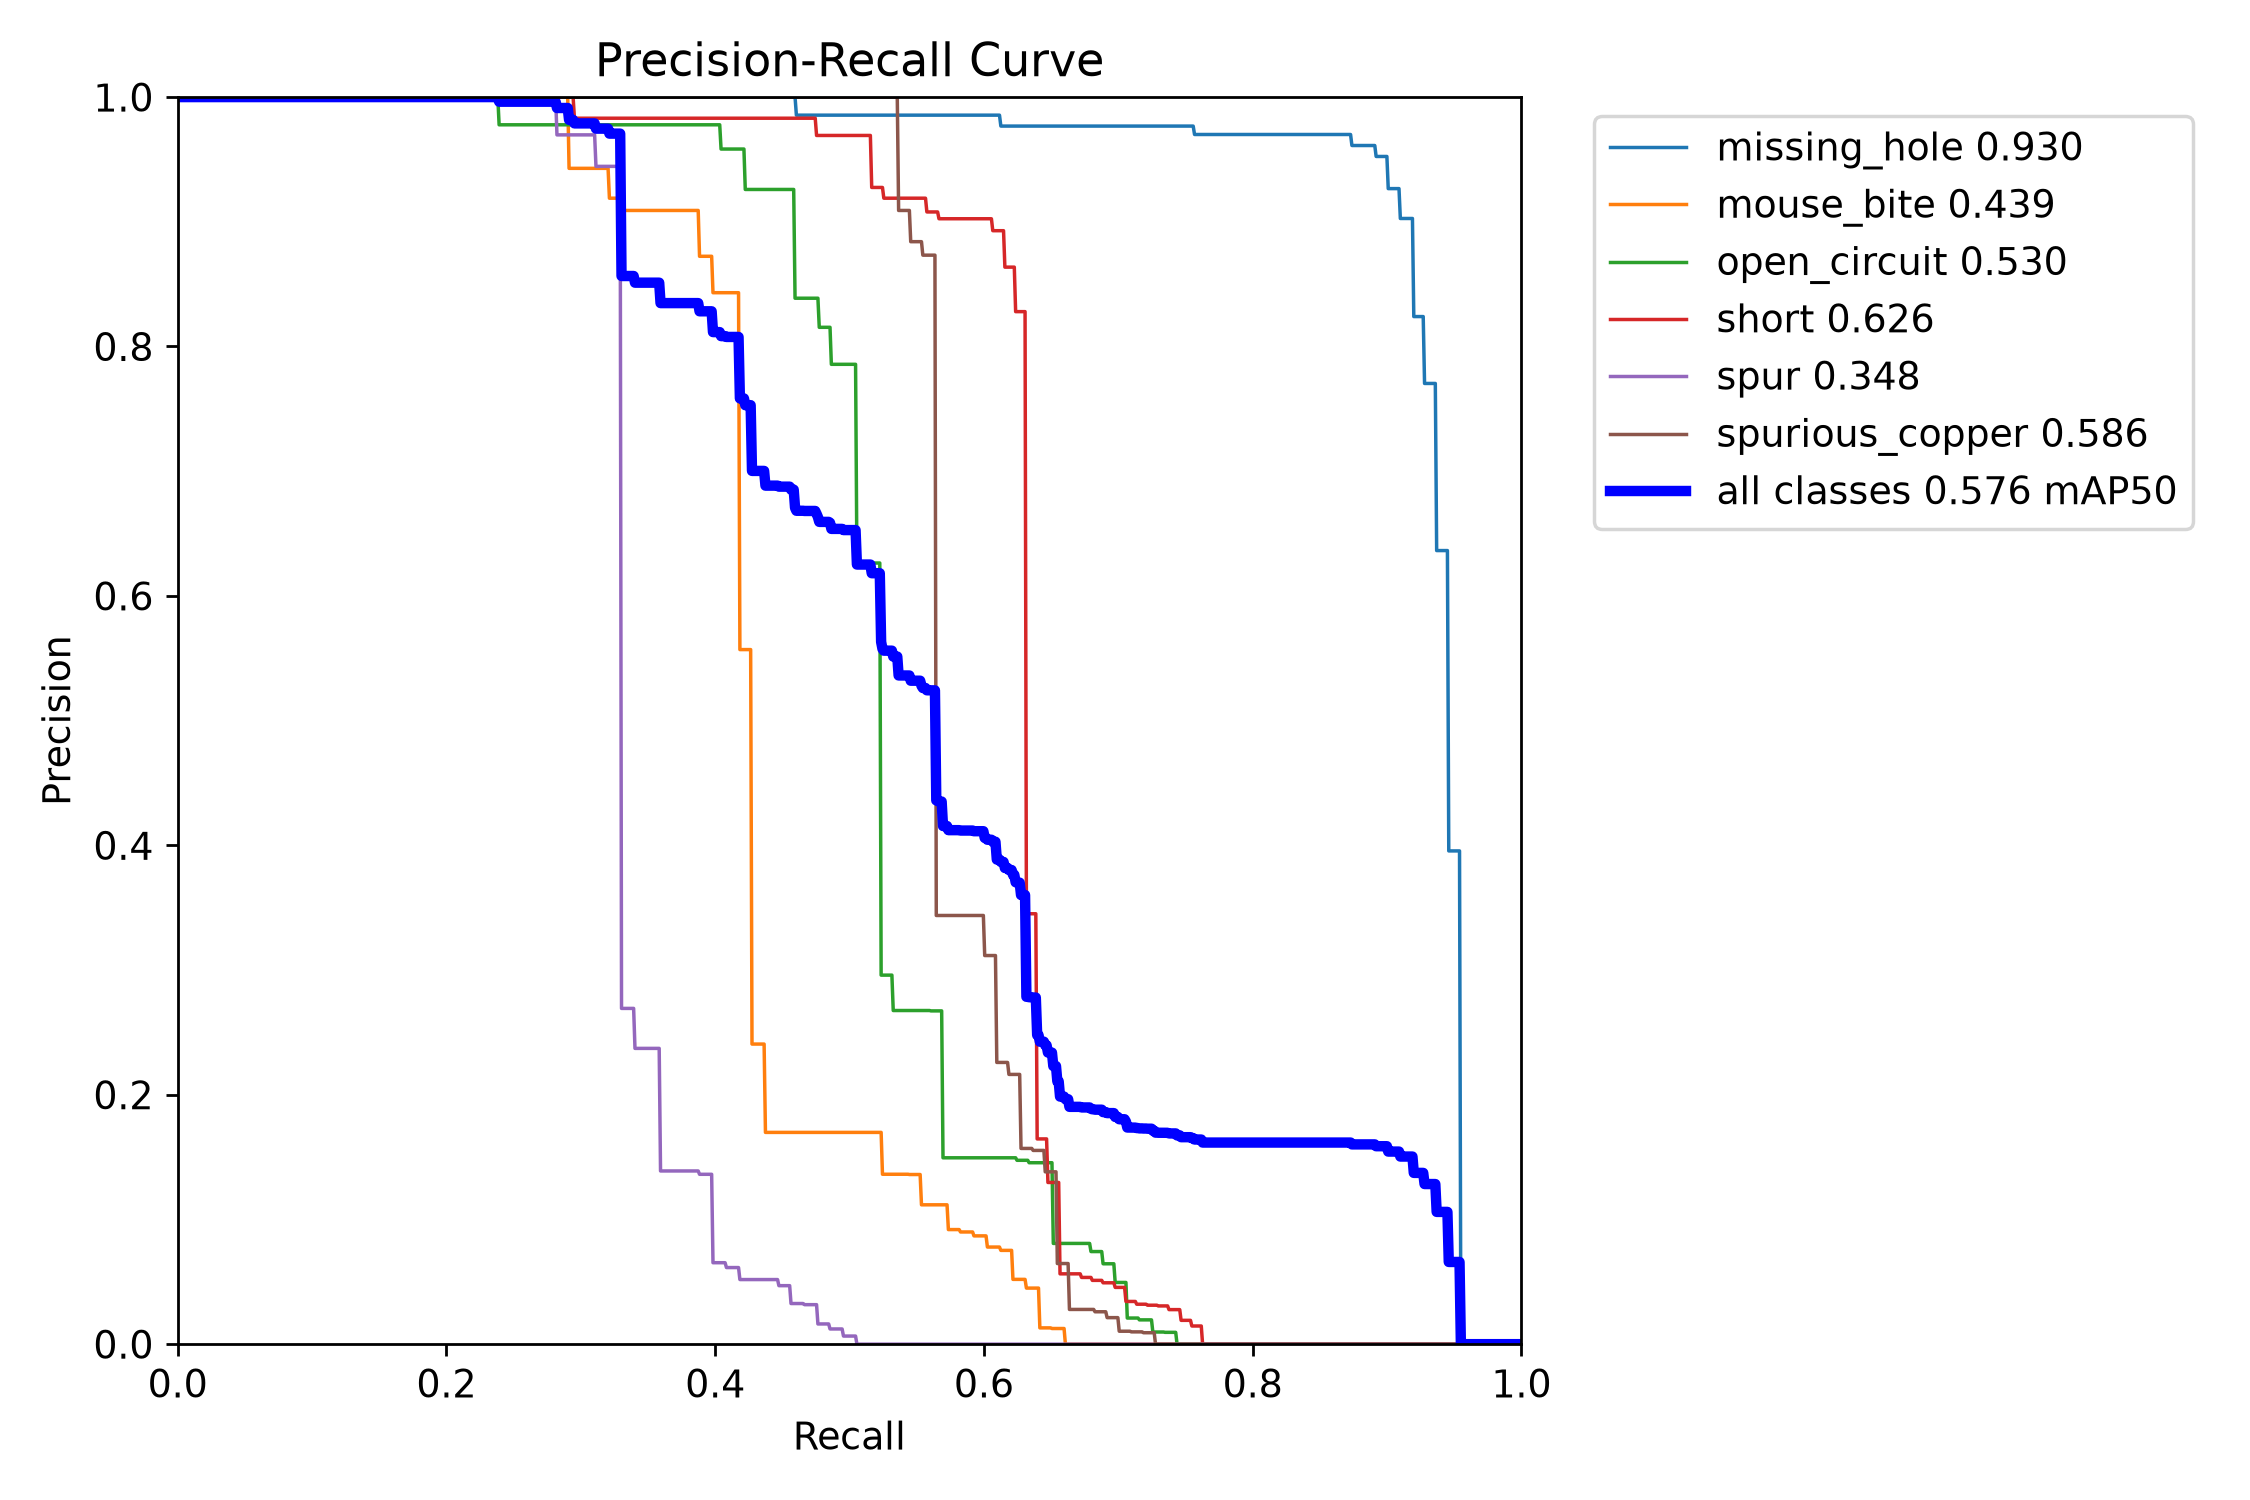 Precision-Recall Curve
1.0
0.8
0.6
0.4
0.2
0.0
Precision
0.0 0.2 0.4 0.6 0.8 1.0
Recall
missing_hole 0.930
mouse_bite 0.439
open_circuit 0.530
short 0.626
spur 0.348
spurious_copper 0.586
all classes 0.576 mAP50